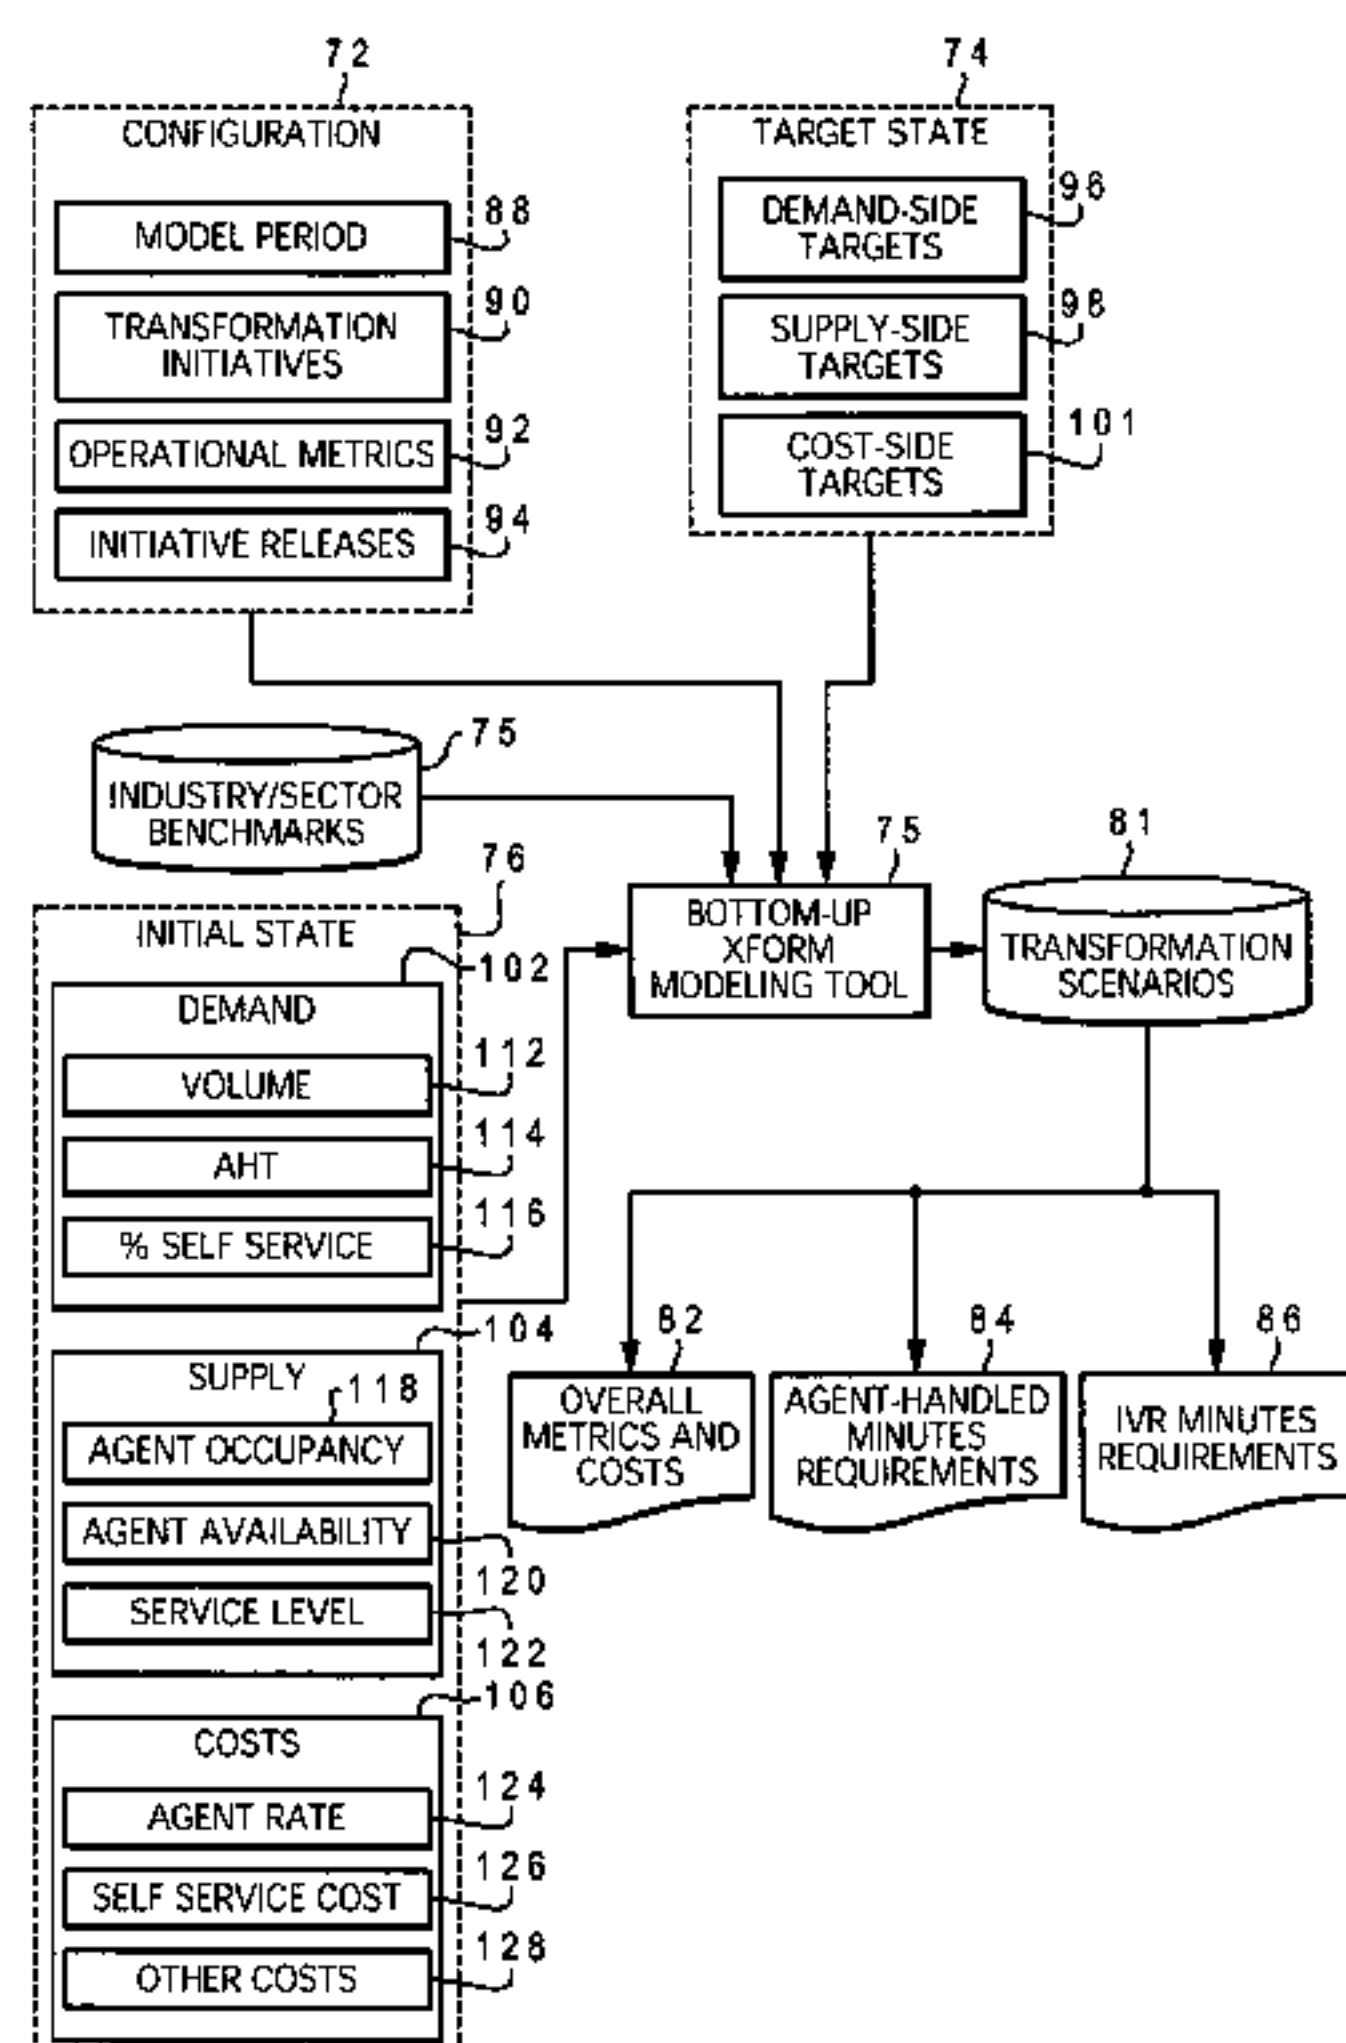 72
CONFIGURATION
MODEL PERIOD
88
TRANSFORMATION
INITIATIVES
90
OPERATIONAL METRICS
92
INITIATIVE RELEASES
94
74
TARGET STATE
DEMAND-SIDE
TARGETS
96
SUPPLY-SIDE
TARGETS
98
COST-SIDE
TARGETS
101
75
INDUSTRY/SECTOR
BENCHMARKS
75
BOTTOM-UP
XFORM
MODELING TOOL
81
TRANSFORMATION
SCENARIOS
76
INITIAL STATE
102
DEMAND
VOLUME
112
AHT
114
% SELF SERVICE
116
104
SUPPLY
118
AGENT OCCUPANCY
AGENT AVAILABILITY
120
SERVICE LEVEL
122
106
COSTS
AGENT RATE
124
SELF SERVICE COST
126
OTHER COSTS
128
82
OVERALL
METRICS AND
COSTS
84
AGENT-HANDLED
MINUTES
REQUIREMENTS
86
IVR MINUTES
REQUIREMENTS